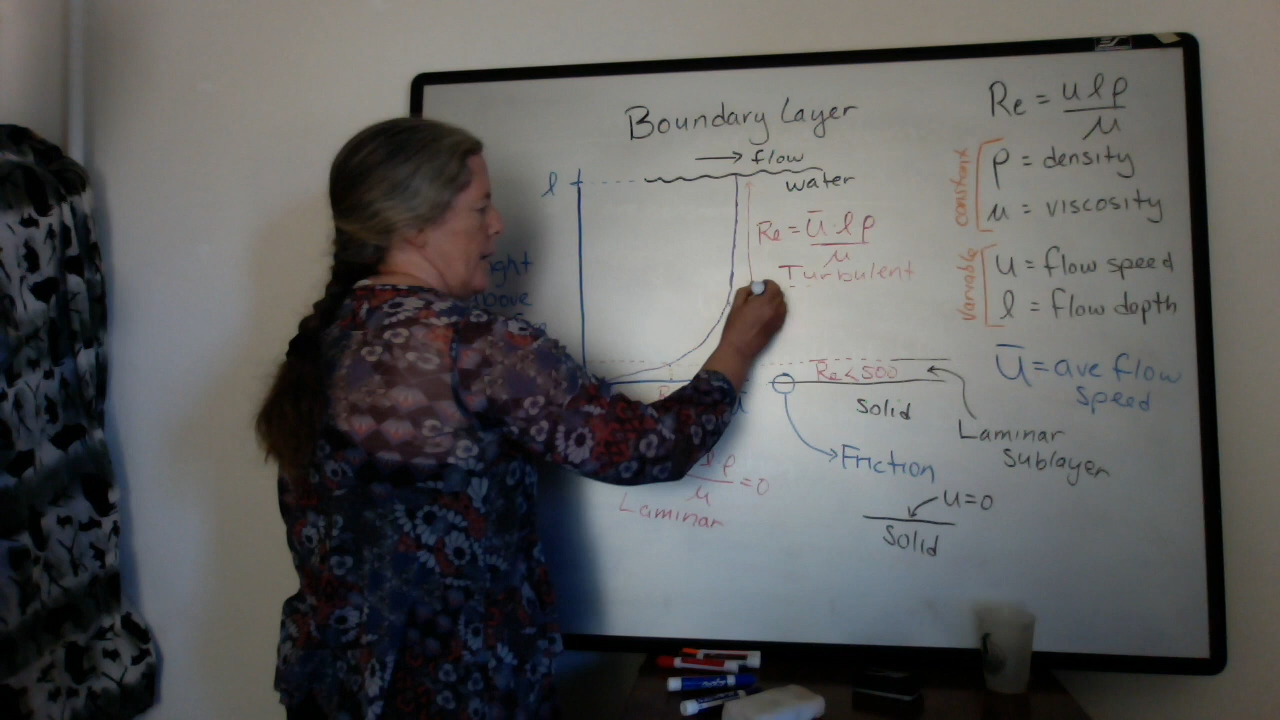 Boundary Layer
→ flow
l
water
Re = ū l ρ
μ
Turbulent
Re<500
Solid
Friction
Laminar
Sublayer
u=0
Solid
l ρ
μ
=0
Laminar
Re = u l ρ
μ
constant
ρ = density
μ = viscosity
Variable
u = flow speed
l = flow depth
ū = ave flow
speed